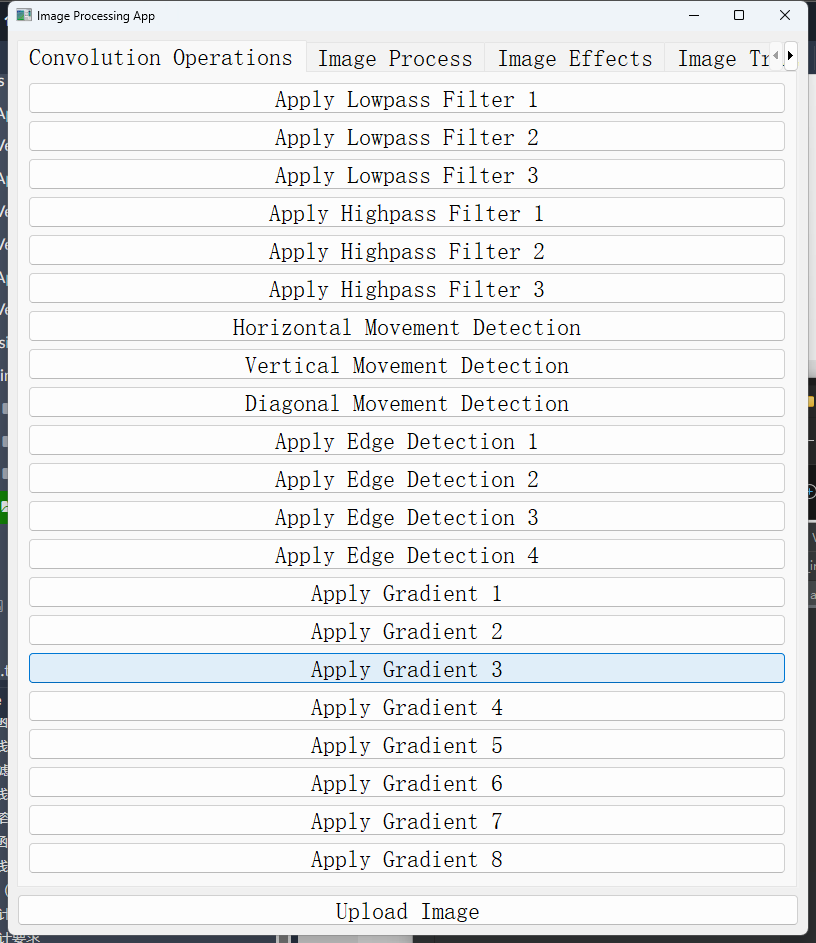 Image Processing App
Convolution Operations Image Process Image Effects Image Tr
Apply Lowpass Filter 1
Apply Lowpass Filter 2
Apply Lowpass Filter 3
Apply Highpass Filter 1
Apply Highpass Filter 2
Apply Highpass Filter 3
Horizontal Movement Detection
Vertical Movement Detection
Diagonal Movement Detection
Apply Edge Detection 1
Apply Edge Detection 2
Apply Edge Detection 3
Apply Edge Detection 4
Apply Gradient 1
Apply Gradient 2
Apply Gradient 3
Apply Gradient 4
Apply Gradient 5
Apply Gradient 6
Apply Gradient 7
Apply Gradient 8
Upload Image